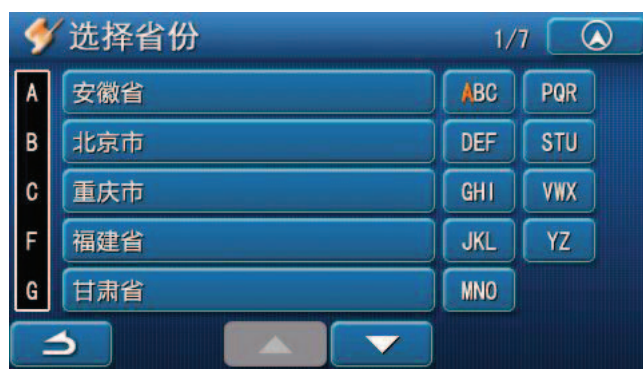 选择省份 1/7
A 安徽省 ABC PQR
B 北京市 DEF STU
C 重庆市 GHI VWX
F 福建省 JKL YZ
G 甘肃省 MNO